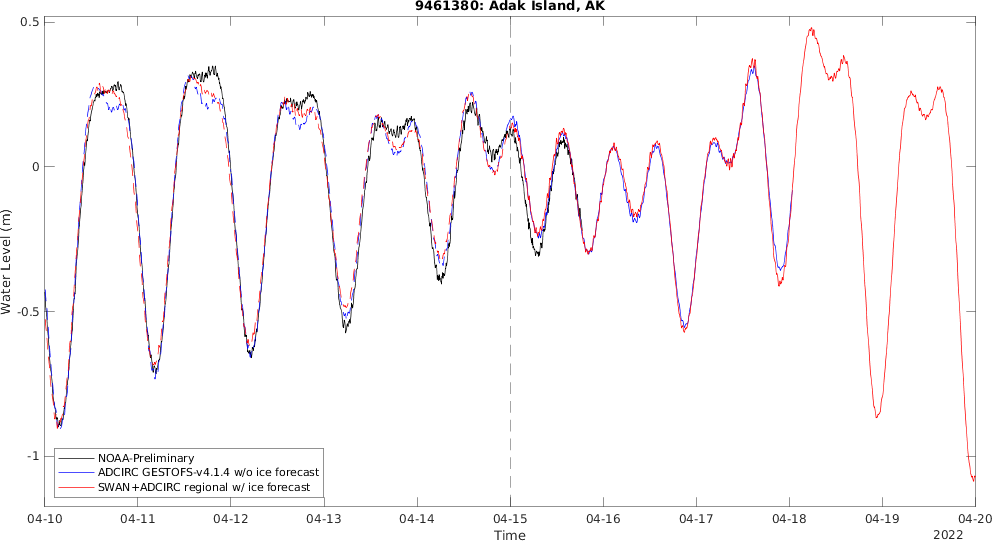 9461380: Adak Island, AK
0.5
0
-0.5
-1
Water Level (m)
NOAA-Preliminary
ADCIRC GESTOFS-v4.1.4 w/o ice forecast
SWAN+ADCIRC regional w/ ice forecast
04-10 04-11 04-12 04-13 04-14 04-15 04-16 04-17 04-18 04-19 04-20
Time
2022